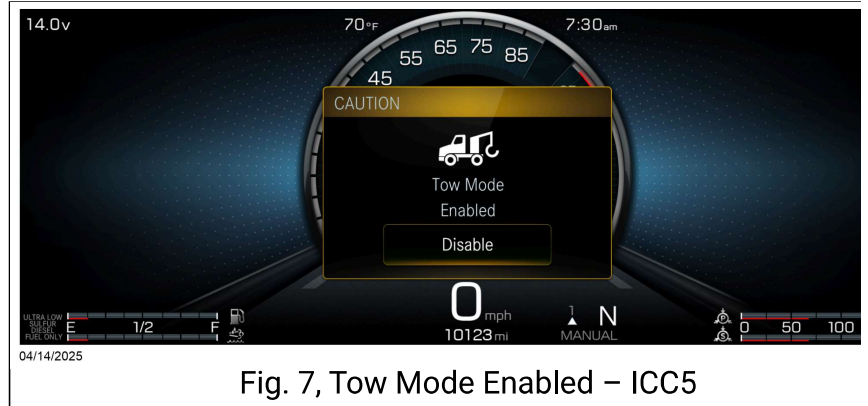 14.0v
70°F
7:30am
45
55
65
75
85
CAUTION
Tow Mode
Enabled
Disable
0 mph
10123 mi
1 N
MANUAL
ULTRA LOW
SULFUR
DIESEL
FUEL ONLY
E 1/2 F
P
S
0 50 100
04/14/2025
Fig. 7, Tow Mode Enabled – ICC5